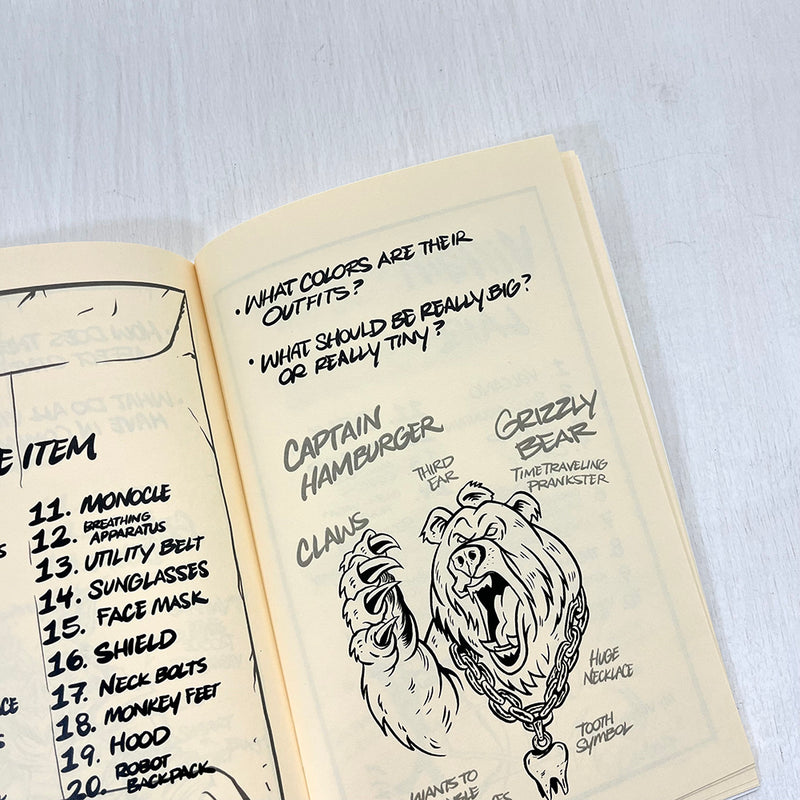 ITEM
11. MONOCLE
12. BREATHING
APPARATUS
13. UTILITY BELT
14. SUNGLASSES
15. FACE MASK
16. SHIELD
17. NECK BOLTS
18. MONKEY FEET
19. HOOD
20. ROBOT
BACKPACK
• WHAT COLORS ARE THEIR
OUTFITS?
• WHAT SHOULD BE REALLY BIG?
OR REALLY TINY?
CAPTAIN
HAMBURGER
GRIZZLY
BEAR
TIME TRAVELING
PRANKSTER
THIRD
EAR
CLAWS
HUGE
NECKLACE
TOOTH
SYMBOL
WANTS TO